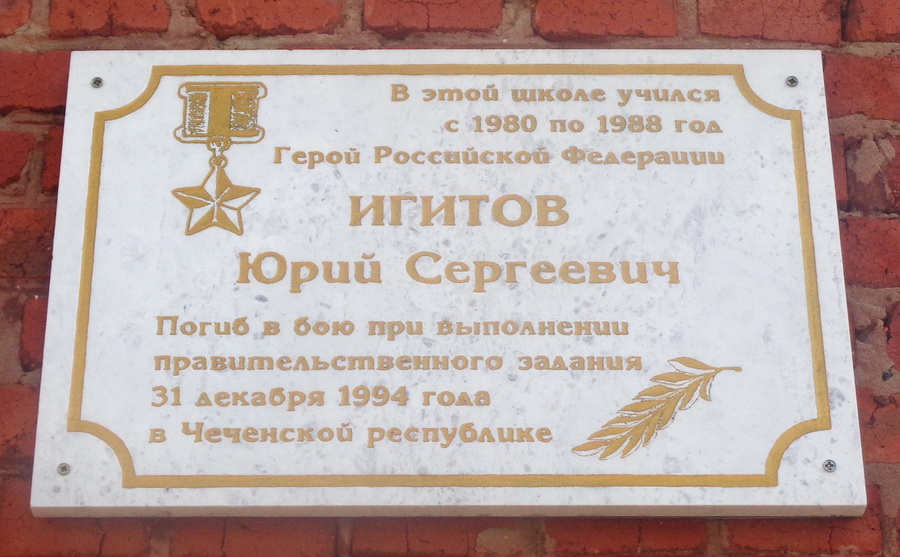 В этой школе учился
с 1980 по 1988 год
Герой Российской Федерации
ИГИТОВ
Юрий Сергеевич
Погиб в бою при выполнении
правительственного задания
31 декабря 1994 года
в Чеченской республике